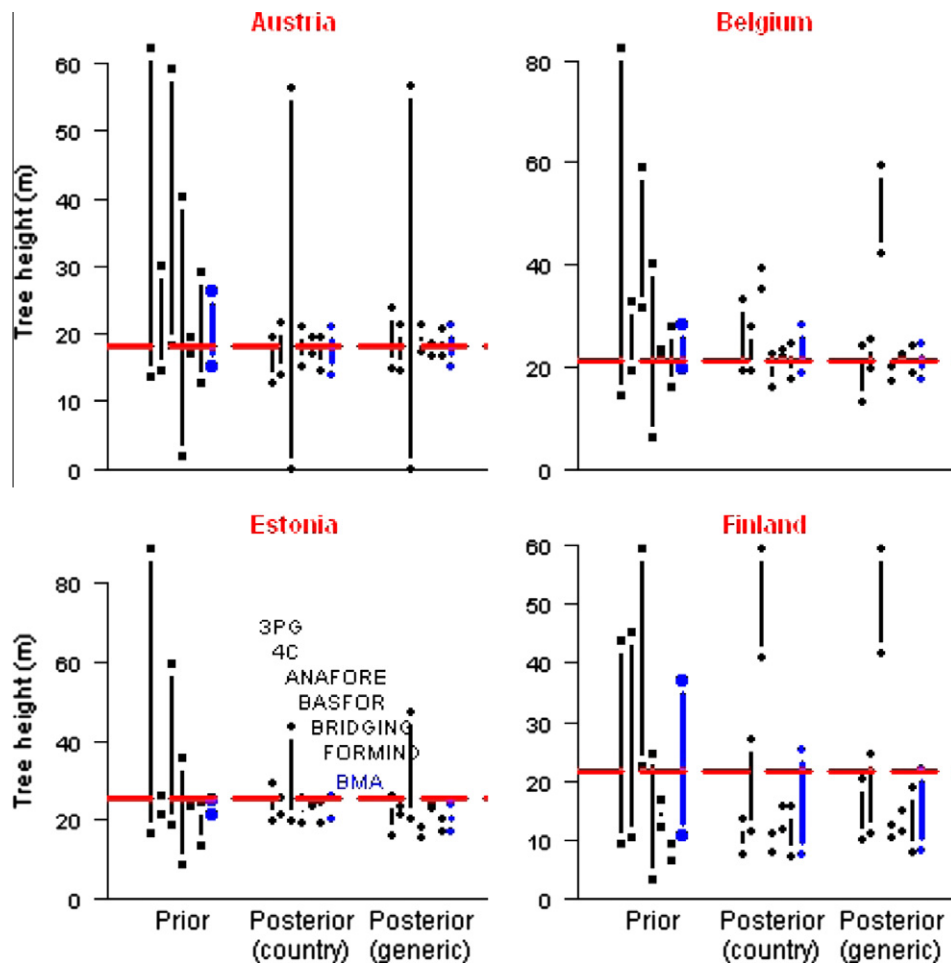 Austria
Belgium
Tree height (m)
60
50
40
30
20
10
0
80
60
40
20
0
Estonia
Finland
Tree height (m)
80
60
40
20
0
3PG
4C
ANAFORE
BASFOR
BRIDGING
FORMIND
BMA
60
50
40
30
20
10
0
Prior
Posterior
(country)
Posterior
(generic)
Prior
Posterior
(country)
Posterior
(generic)